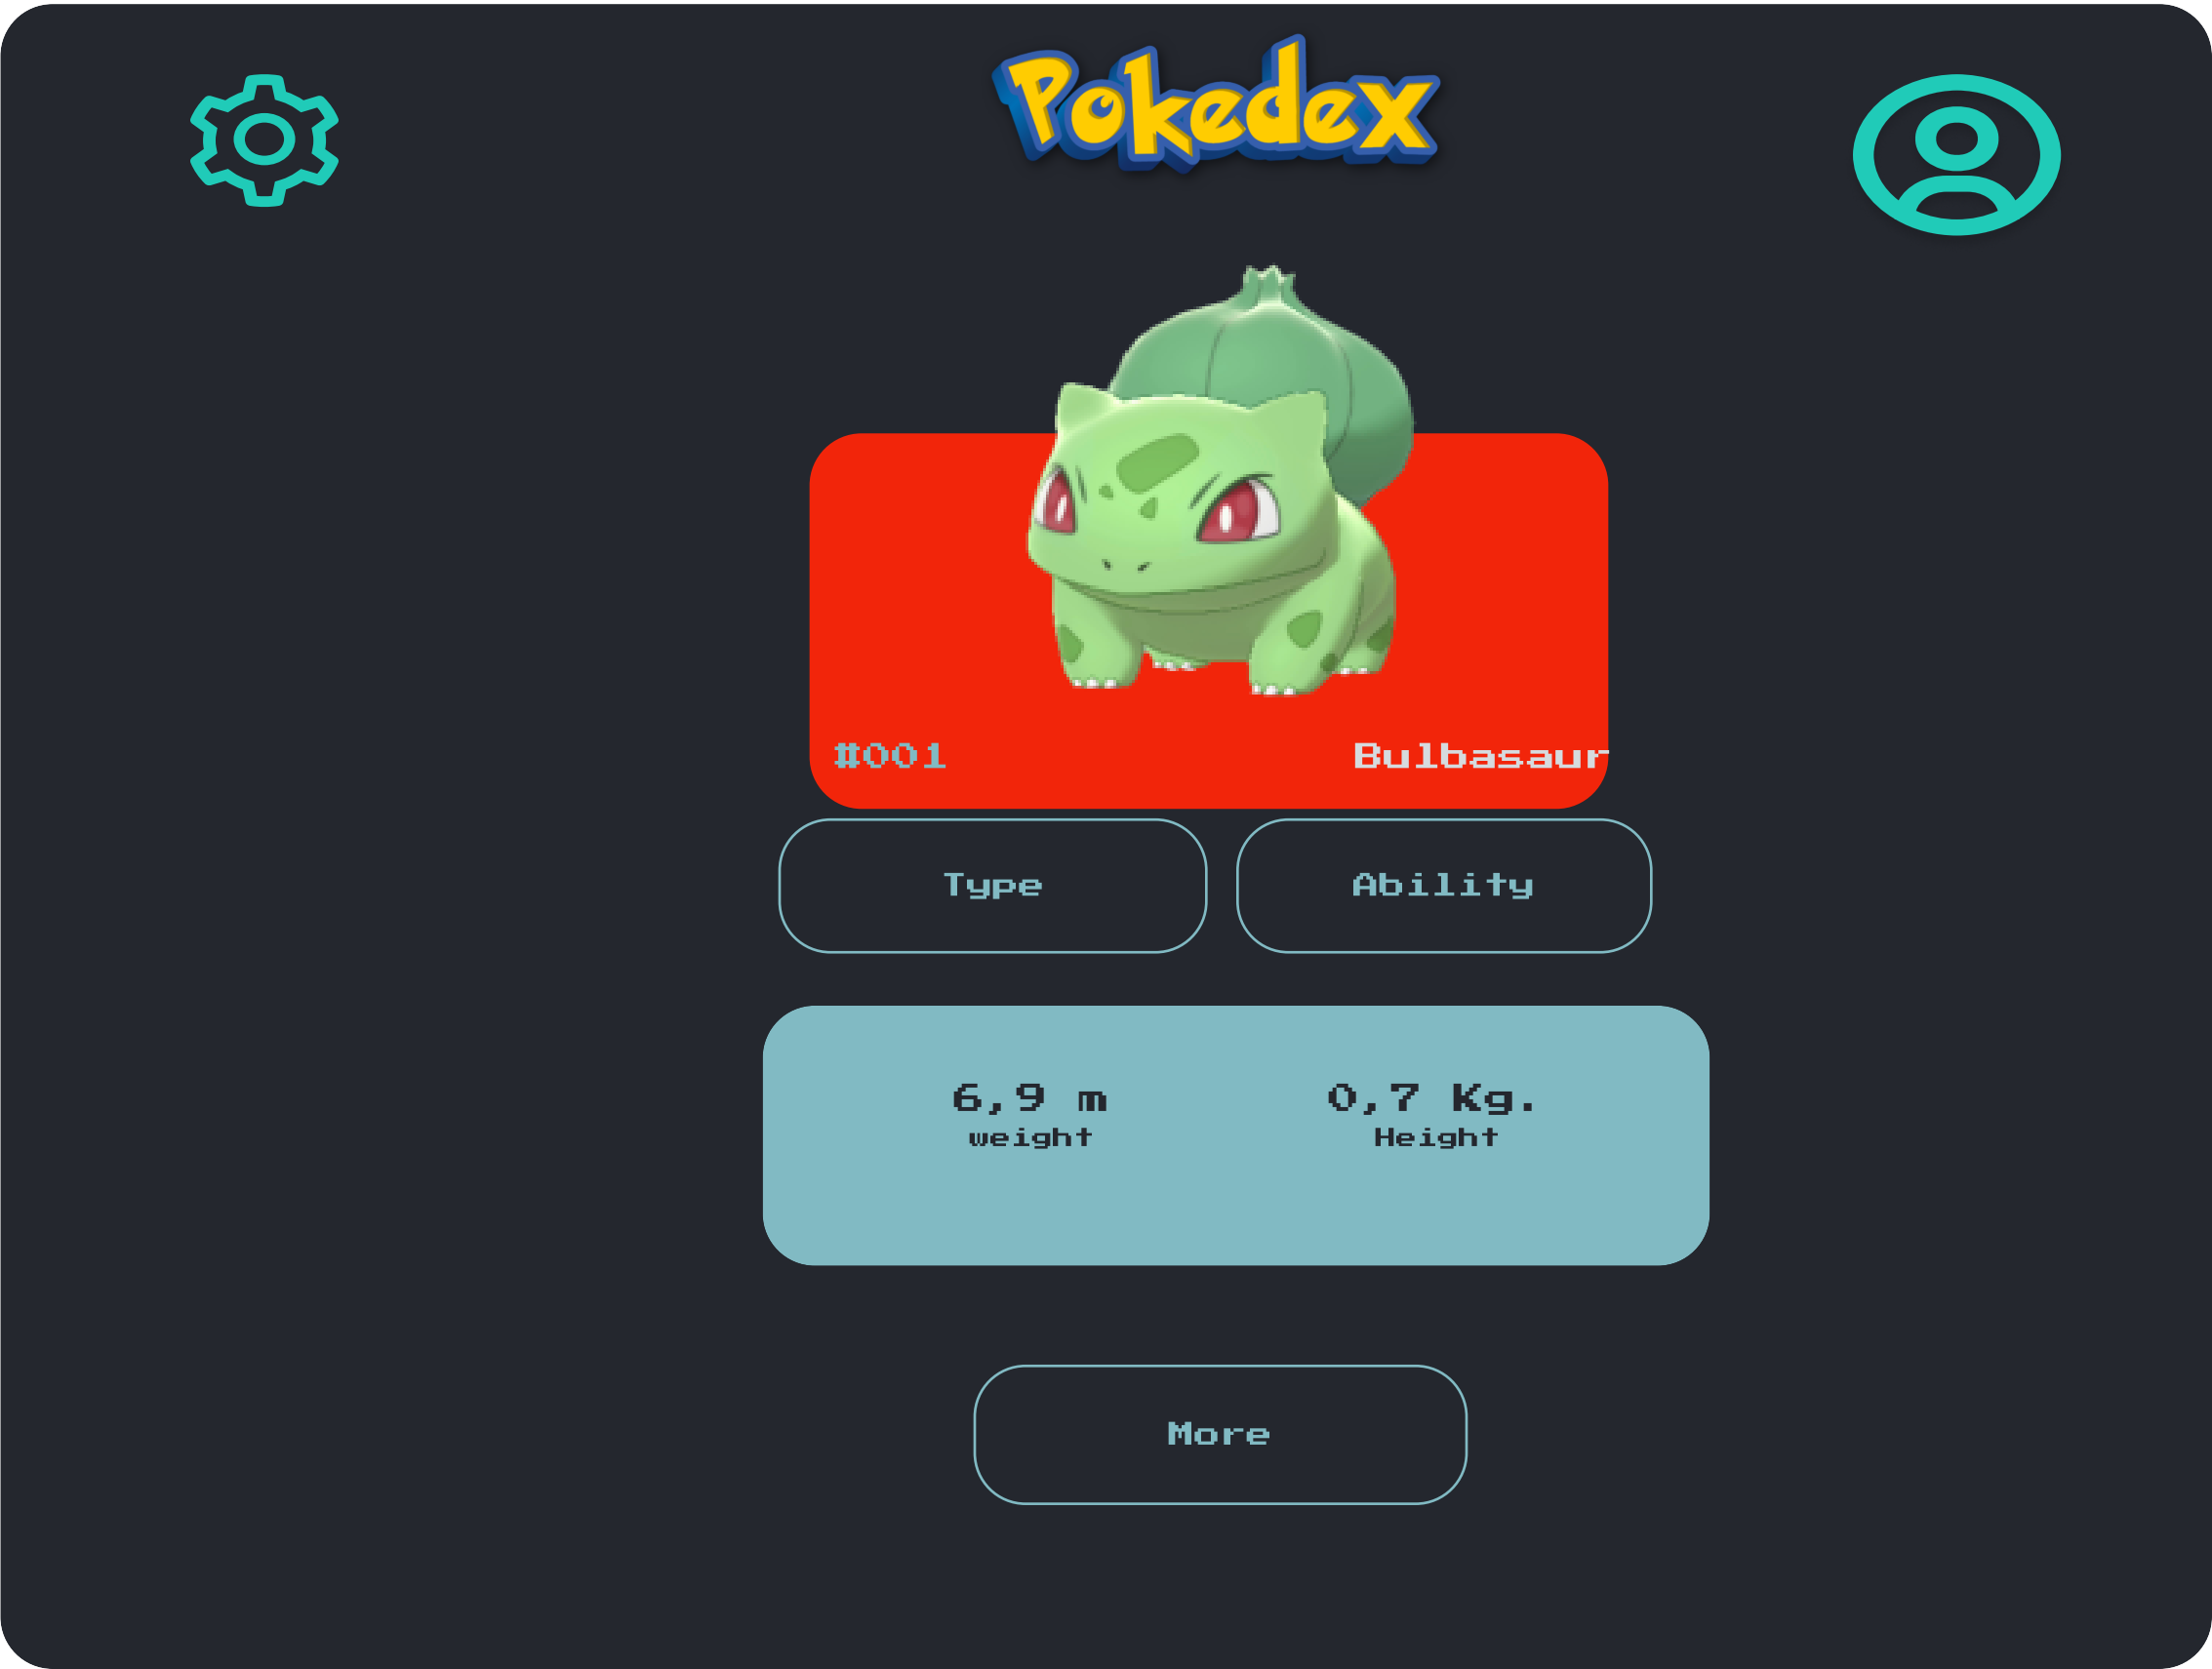 Pokedex
#001 Bulbasaur
Type Ability
6,9 m 0,7 Kg.
weight Height
More